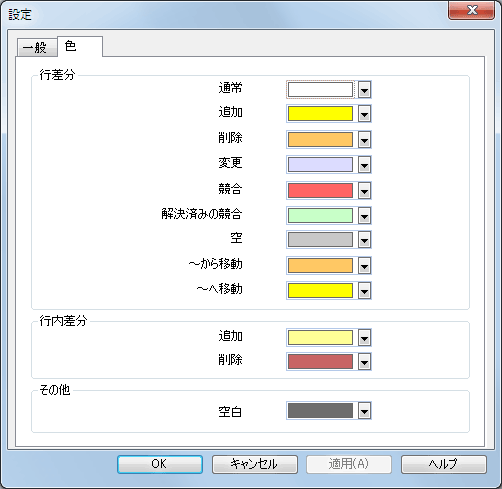 設定
一般
色
行差分
通常
追加
削除
変更
競合
解決済みの競合
空
～から移動
～へ移動
行内差分
追加
削除
その他
空白
OK
キャンセル
適用(A)
ヘルプ